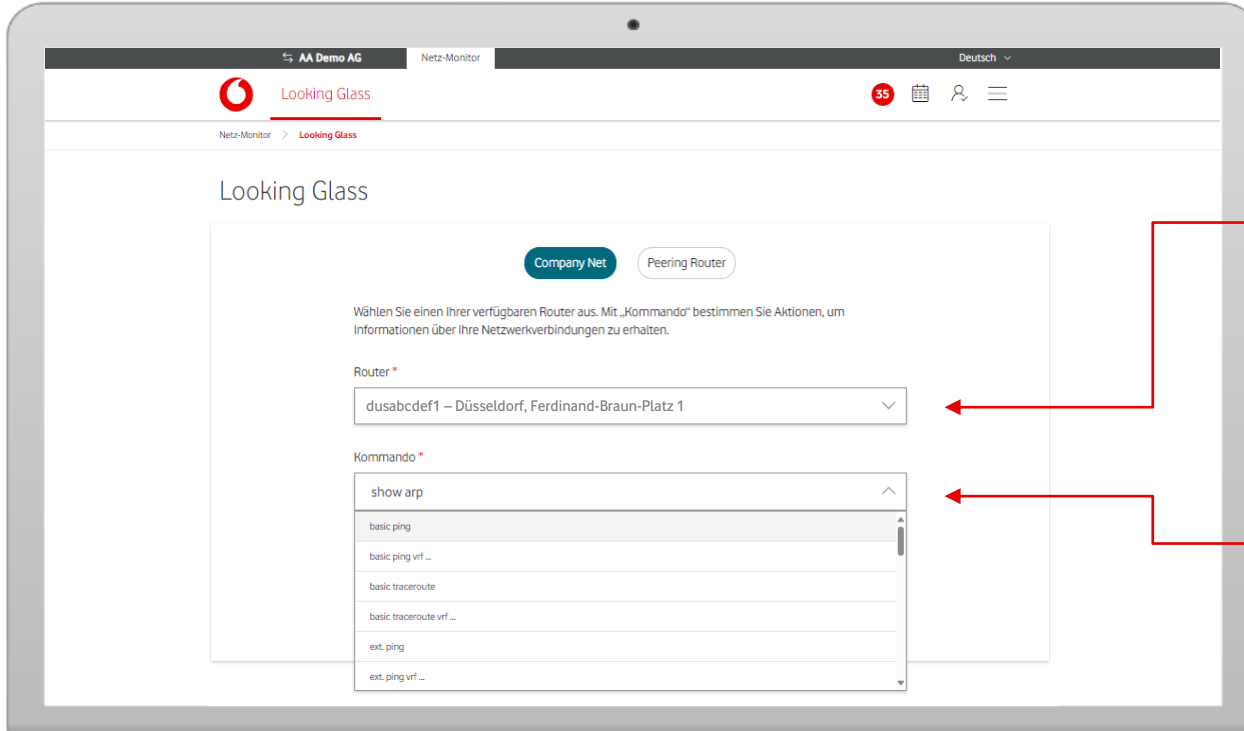 AA Demo AG
Netz-Monitor
Deutsch
Looking Glass
35
Netz-Monitor
Looking Glass
Looking Glass
Company Net
Peering Router
Wählen Sie einen Ihrer verfügbaren Router aus. Mit „Kommando“ bestimmen Sie Aktionen, um
Informationen über Ihre Netzwerkverbindungen zu erhalten.
Router *
dusabcdef1 – Düsseldorf, Ferdinand-Braun-Platz 1
Kommando *
show arp
basic ping
basic ping vrf ...
basic traceroute
basic traceroute vrf ...
ext. ping
ext. ping vrf ...